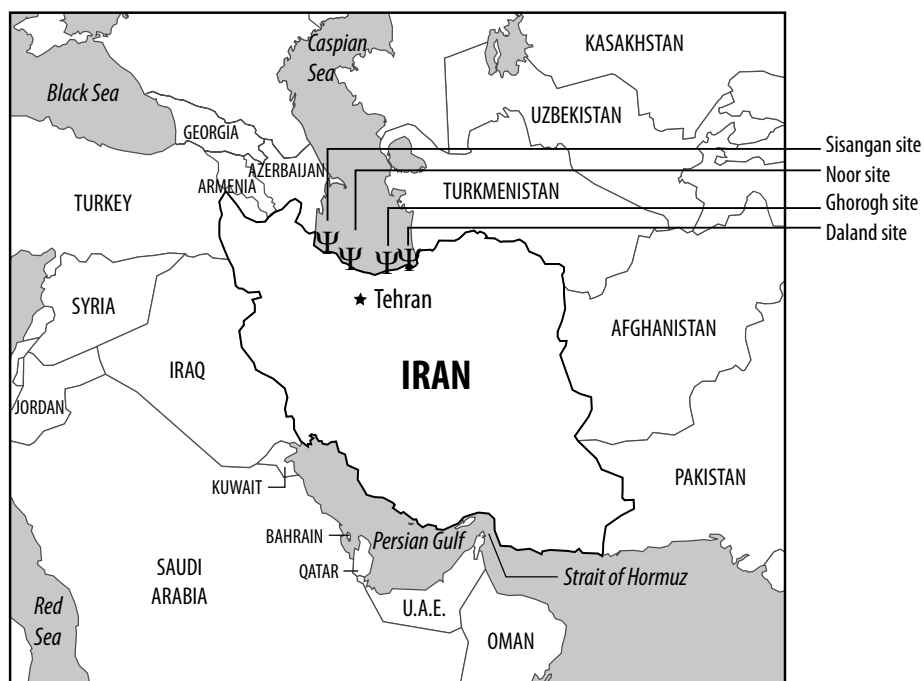 Caspian
Sea
KASAKHSTAN
Black Sea
UZBEKISTAN
GEORGIA
Sisangan site
AZERBAIJAN
Noor site
ARMENIA
TURKMENISTAN
TURKEY
Ghorogh site
Daland site
Ψ Ψ Ψ Ψ
Tehran
SYRIA
AFGHANISTAN
IRAQ
IRAN
JORDAN
PAKISTAN
KUWAIT
BAHRAIN
Persian Gulf
QATAR
SAUDI
ARABIA
Strait of Hormuz
U.A.E.
Red
Sea
OMAN